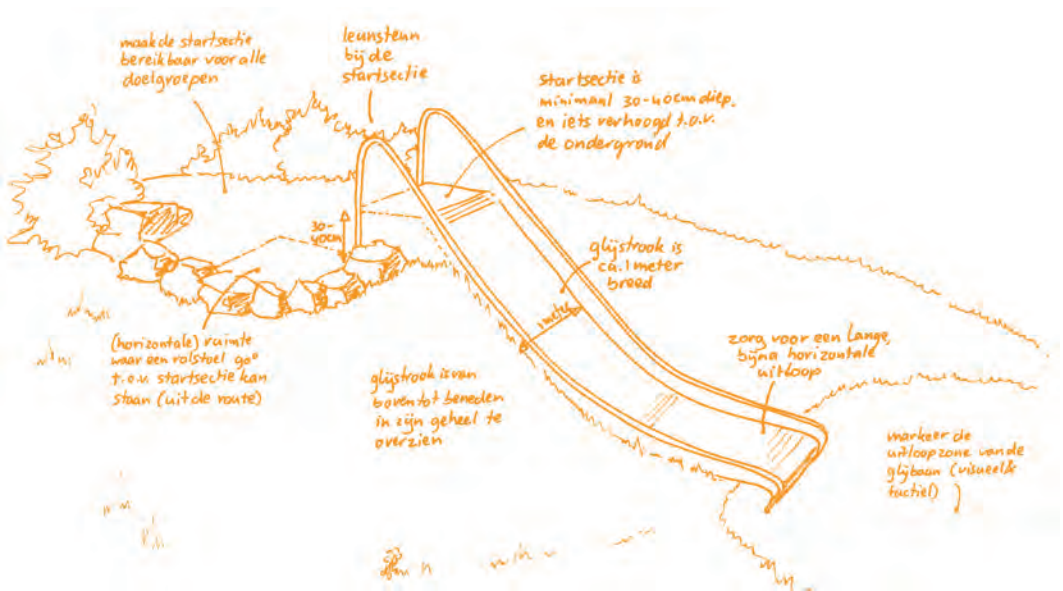 maak de startsectie
bereikbaar voor alle
doelgroepen
leunsteun
bij de
startsectie
startsectie is
minimaal 30-40cm diep,
en iets verhoogd t.o.v.
de ondergrond
30-
40cm
glijstrook is
ca. 1 meter
breed
1 meter
(horizontale) ruimte
waar een rolstoel 90°
t.o.v. startsectie kan
staan (uit de route)
glijstrook is van
boven tot beneden
in zijn geheel te
overzien
zorg voor een lange,
bijna horizontale
uitloop
markeer de
uitloopzone van de
glijbaan (visueel &
tactiel)